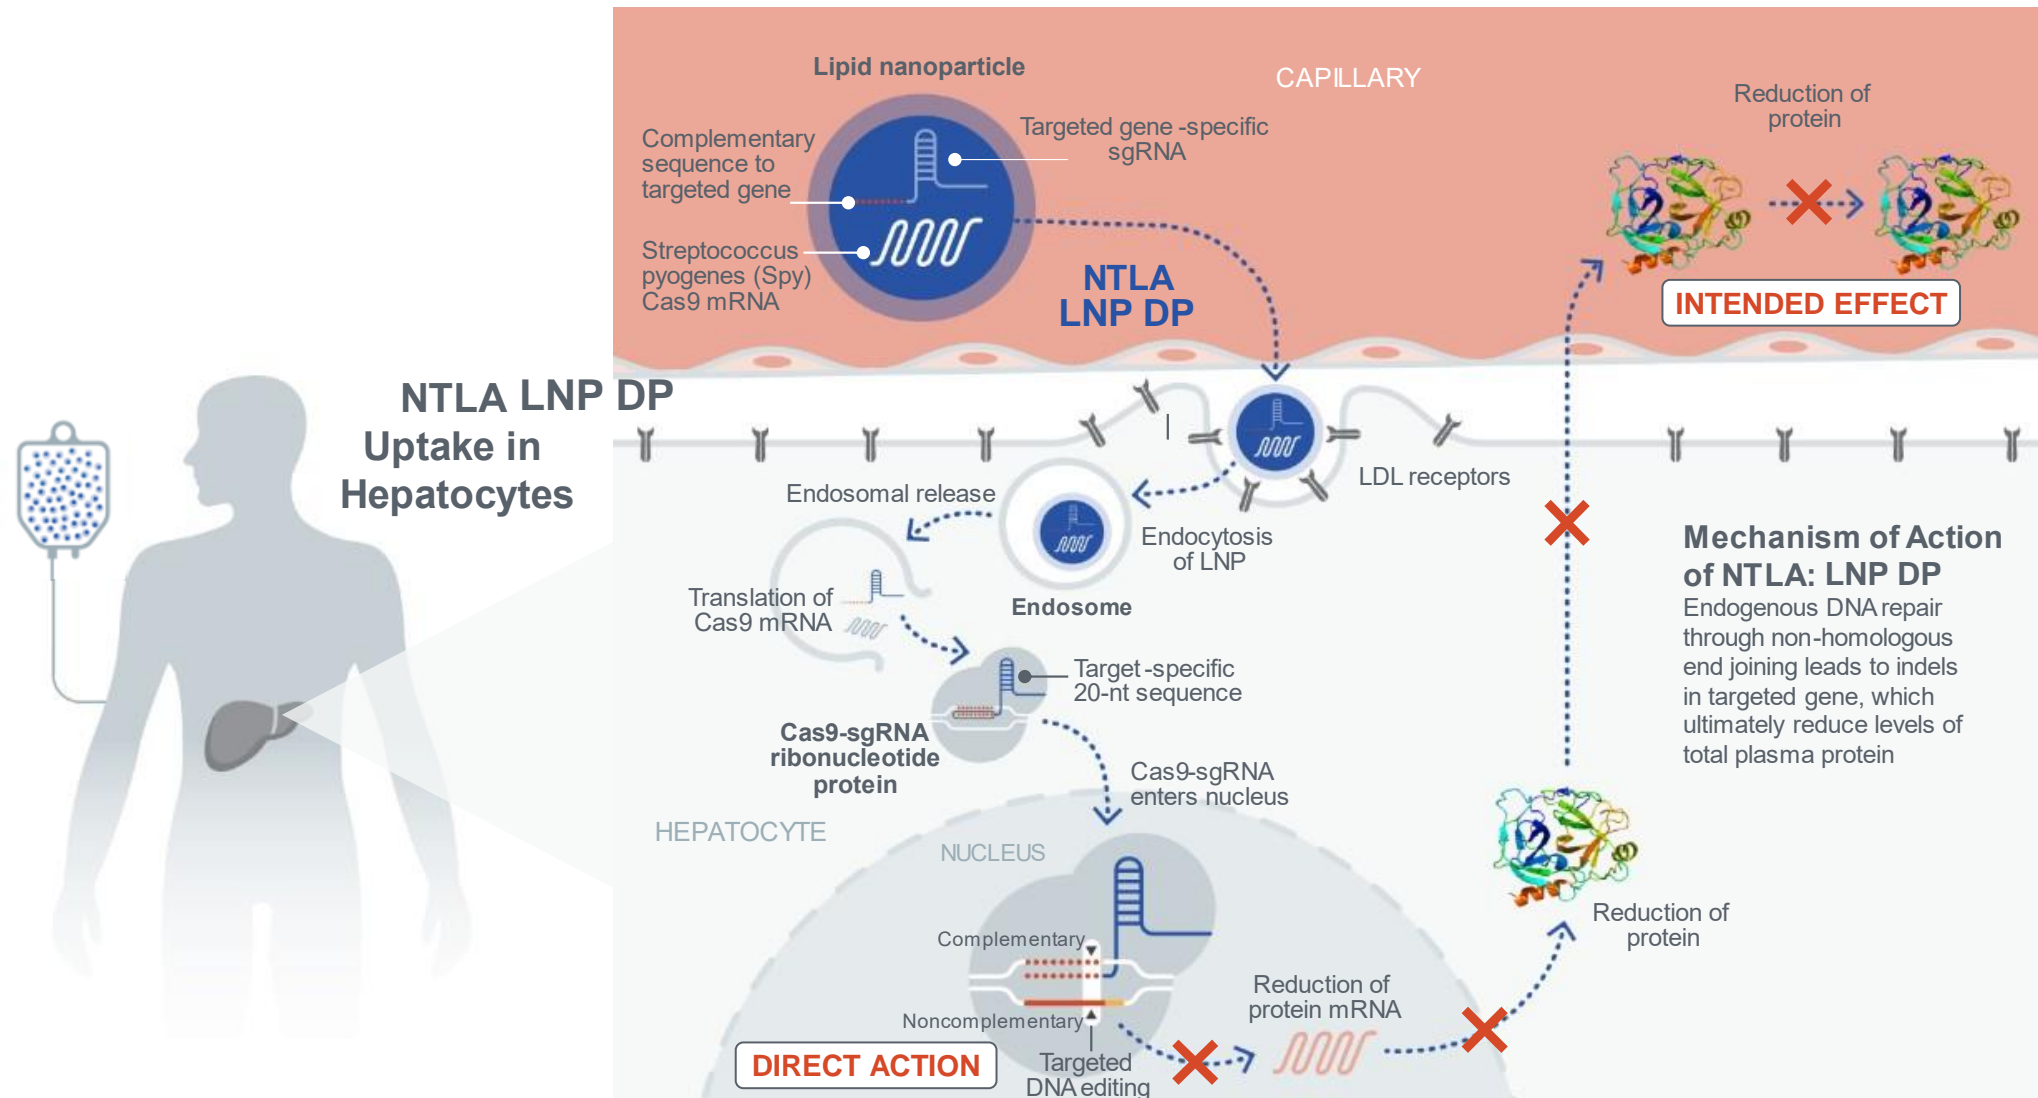 Lipid nanoparticle
CAPILLARY
Complementary
sequence to
targeted gene
Targeted gene-specific
sgRNA
Streptococcus
pyogenes (Spy)
Cas9 mRNA
NTLA
LNP DP
Reduction of
protein
INTENDED EFFECT
NTLA LNP DP
Uptake in
Hepatocytes
LDL receptors
Endosomal release
Endocytosis
of LNP
Endosome
Translation of
Cas9 mRNA
Target-specific
20-nt sequence
Cas9-sgRNA
ribonucleotide
protein
Cas9-sgRNA
enters nucleus
HEPATOCYTE
NUCLEUS
Complementary
Noncomplementary
DIRECT ACTION
Targeted
DNA editing
Reduction of
protein mRNA
Reduction of
protein
Mechanism of Action
of NTLA: LNP DP
Endogenous DNA repair
through non-homologous
end joining leads to indels
in targeted gene, which
ultimately reduce levels of
total plasma protein